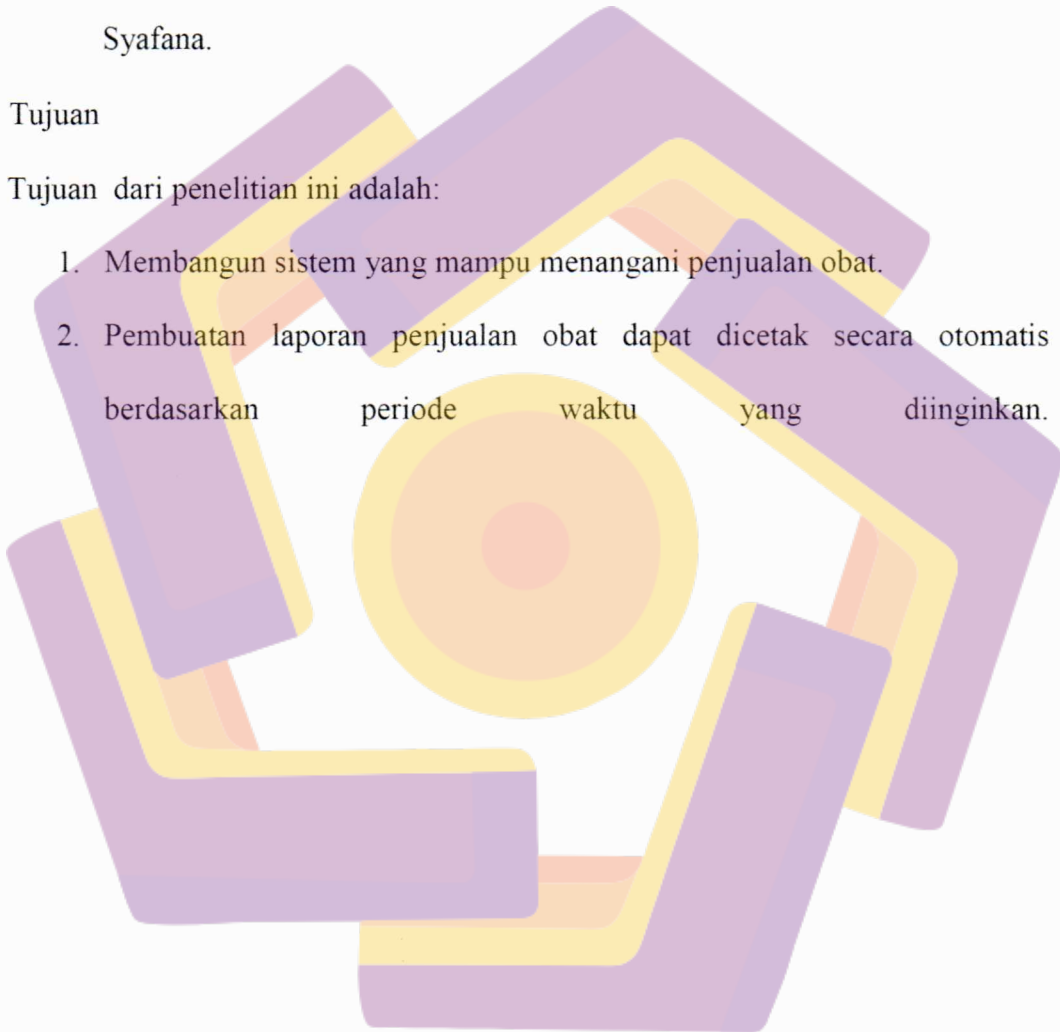 Syafana.
Tujuan
Tujuan dari penelitian ini adalah:
1. Membangun sistem yang mampu menangani penjualan obat.
2. Pembuatan laporan penjualan obat dapat dicetak secara otomatis
berdasarkan periode waktu yang diinginkan.